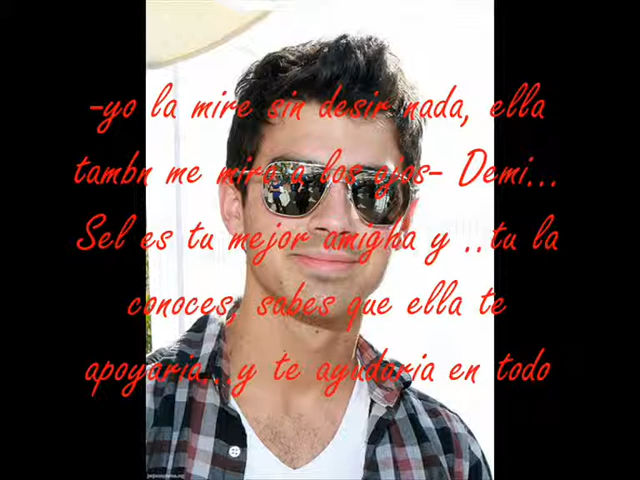 -yo la mire sin desir nada, ella
tambn me mira a los ojos- Demi...
Sel es tu mejor amigha y ..tu la
conoces, sabes que ella te
apoyaria...y te ayudaria en todo